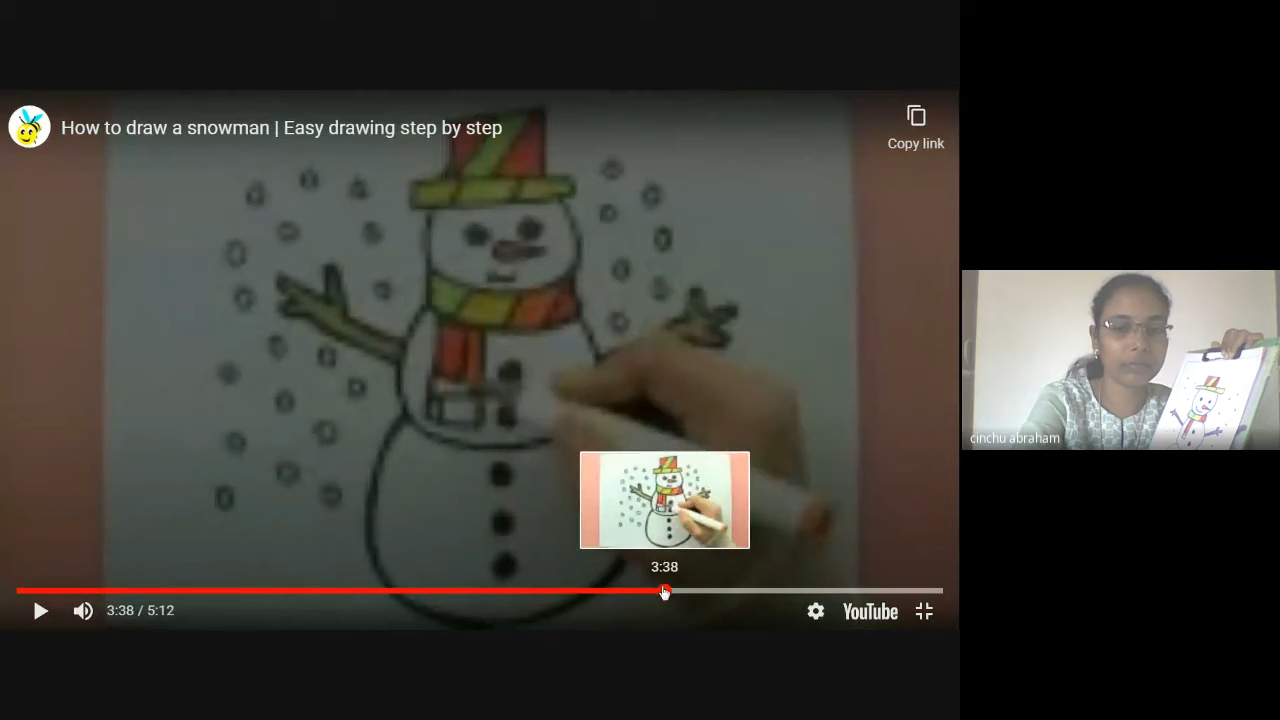 How to draw a snowman | Easy drawing step by step
Copy link
cinchu abraham
3:38
3:38 / 5:12
YouTube